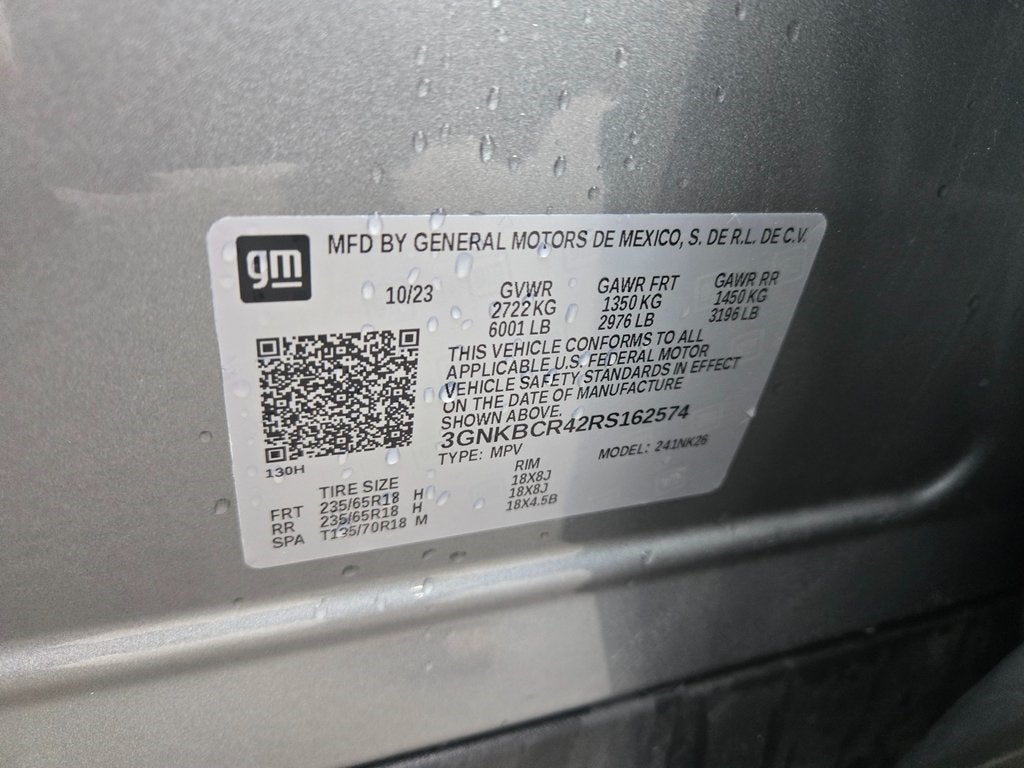 gm
MFD BY GENERAL MOTORS DE MEXICO, S. DE R.L. DE C.V.
10/23
GVWR GAWR FRT GAWR RR
2722 KG 1350 KG 1450 KG
6001 LB 2976 LB 3196 LB
THIS VEHICLE CONFORMS TO ALL
APPLICABLE U.S. FEDERAL MOTOR
VEHICLE SAFETY STANDARDS IN EFFECT
ON THE DATE OF MANUFACTURE
SHOWN ABOVE.
3GNKBCR42RS162574
TYPE: MPV MODEL: 241NK26
130H
TIRE SIZE RIM
FRT 235/65R18 H 18X8J
RR 235/65R18 H 18X8J
SPA T135/70R18 M 18X4.5B